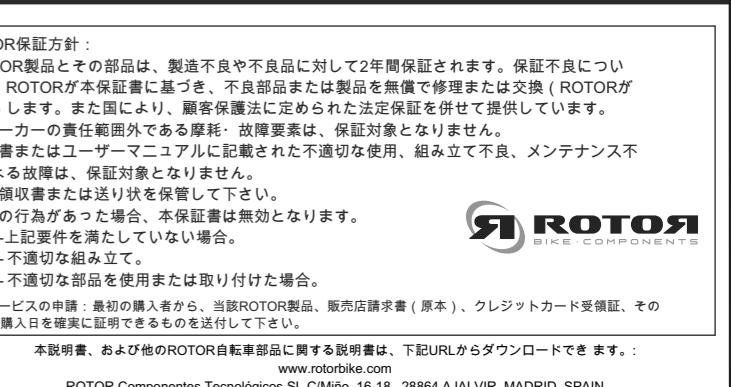 OR保証方針：
OR製品とその部品は、製造不良や不良品に対して2年間保証されます。保証不良につい
ROTORが本保証書に基づき、不良部品または製品を無償で修理または交換 ( ROTORが
します。また国により、顧客保護法に定められた法定保証を併せて提供しています。
ーカーの責任範囲外である摩耗･ 故障要素は、保証対象となりません。
書またはユーザーマニュアルに記載された不適切な使用、組み立て不良、メンテナンス不
よる故障は、保証対象となりません。
領収書または送り状を保管して下さい。
の行為があった場合、本保証書は無効となります。
-上記要件を満たしていない場合。
- 不適切な組み立て。
- 不適切な部品を使用または取り付けた場合。
ROTOR
BIKE·COMPONENTS
ービスの申請：最初の購入者から、当該ROTOR製品、販売店請求書 ( 原本 ) 、クレジットカード受領証、その
購入日を確実に証明できるものを送付して下さい。
本説明書、および他のROTOR自転車部品に関する説明書は、下記URLからダウンロードでき ます。:
www.rotorbike.com
ROTOR Componentes Tecnológicos SL C/Miño, 16-18, 28864 AJALVIR, MADRID, SPAIN